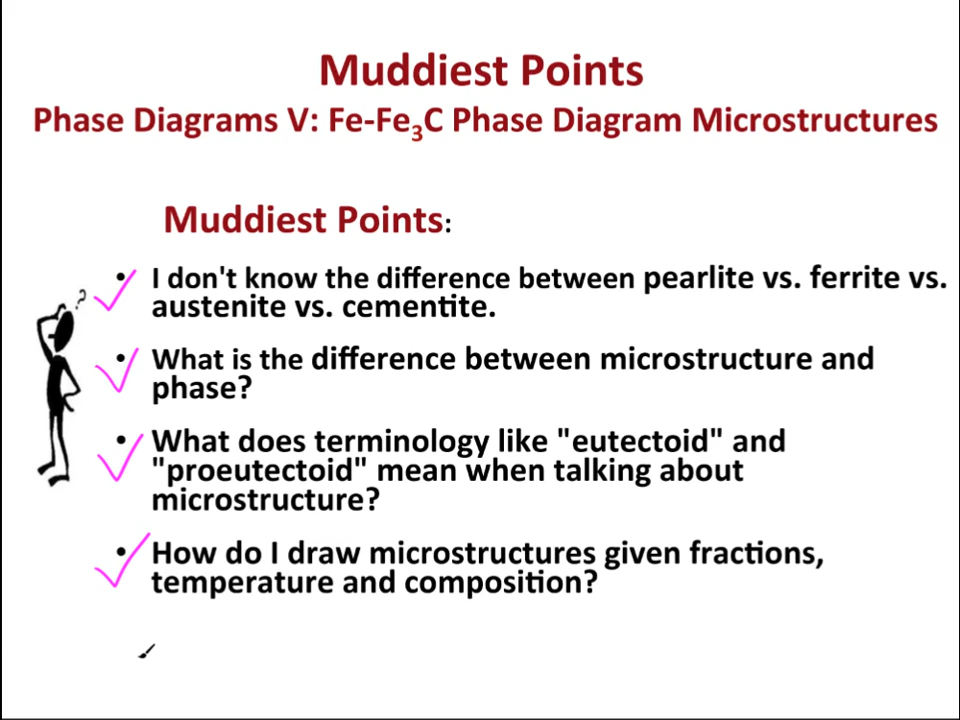 Muddiest Points
Phase Diagrams V: Fe-Fe₃C Phase Diagram Microstructures
Muddiest Points:
?
• I don't know the difference between pearlite vs. ferrite vs.
austenite vs. cementite.
• What is the difference between microstructure and
phase?
• What does terminology like "eutectoid" and
"proeutectoid" mean when talking about
microstructure?
• How do I draw microstructures given fractions,
temperature and composition?